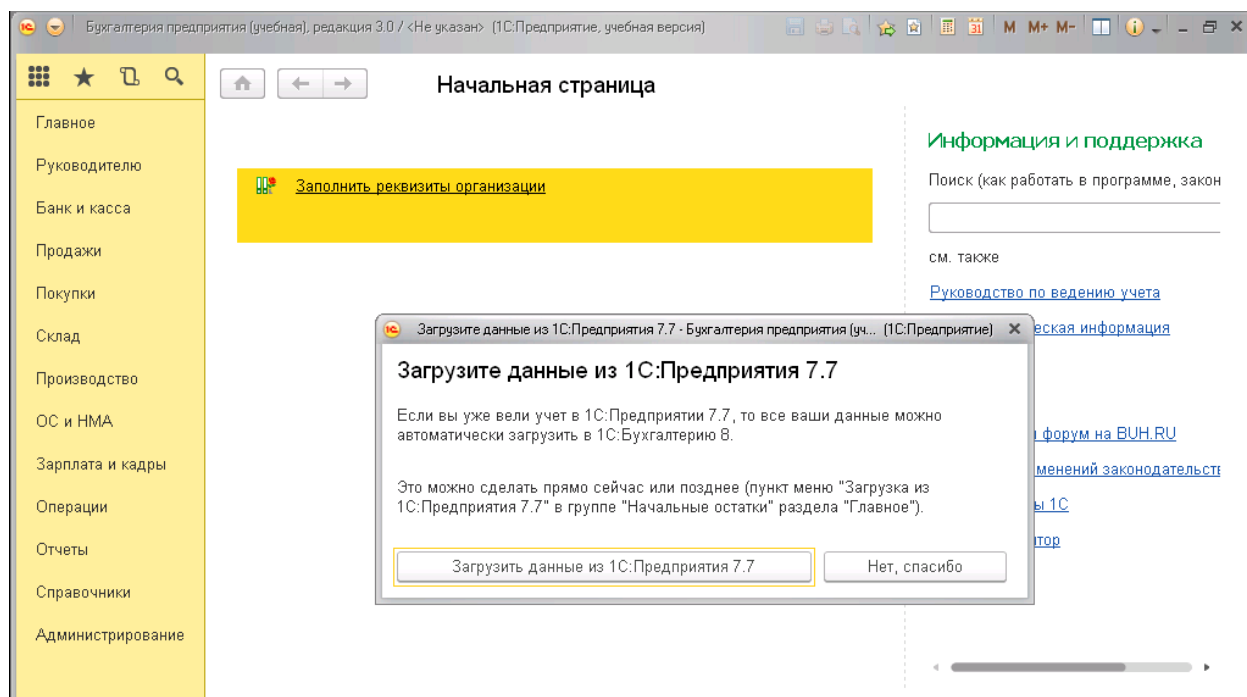 Бухгалтерия предприятия (учебная), редакция 3.0 / <Не указан> (1С:Предприятие, учебная версия)
M M+ M-
Начальная страница
Главное
Руководителю
Банк и касса
Продажи
Покупки
Склад
Производство
ОС и НМА
Зарплата и кадры
Операции
Отчеты
Справочники
Администрирование
Заполнить реквизиты организации
Информация и поддержка
Поиск (как работать в программе, закон
см. также
Руководство по ведению учета
еская информация
форум на BUH.RU
менений законодательст
ы 1С
тор
Загрузите данные из 1С:Предприятия 7.7 - Бухгалтерия предприятия (уч... (1С:Предприятие)
Загрузите данные из 1С:Предприятия 7.7
Если вы уже вели учет в 1С:Предприятии 7.7, то все ваши данные можно
автоматически загрузить в 1С:Бухгалтерию 8.
Это можно сделать прямо сейчас или позднее (пункт меню "Загрузка из
1С:Предприятия 7.7" в группе "Начальные остатки" раздела "Главное").
Загрузить данные из 1С:Предприятия 7.7
Нет, спасибо